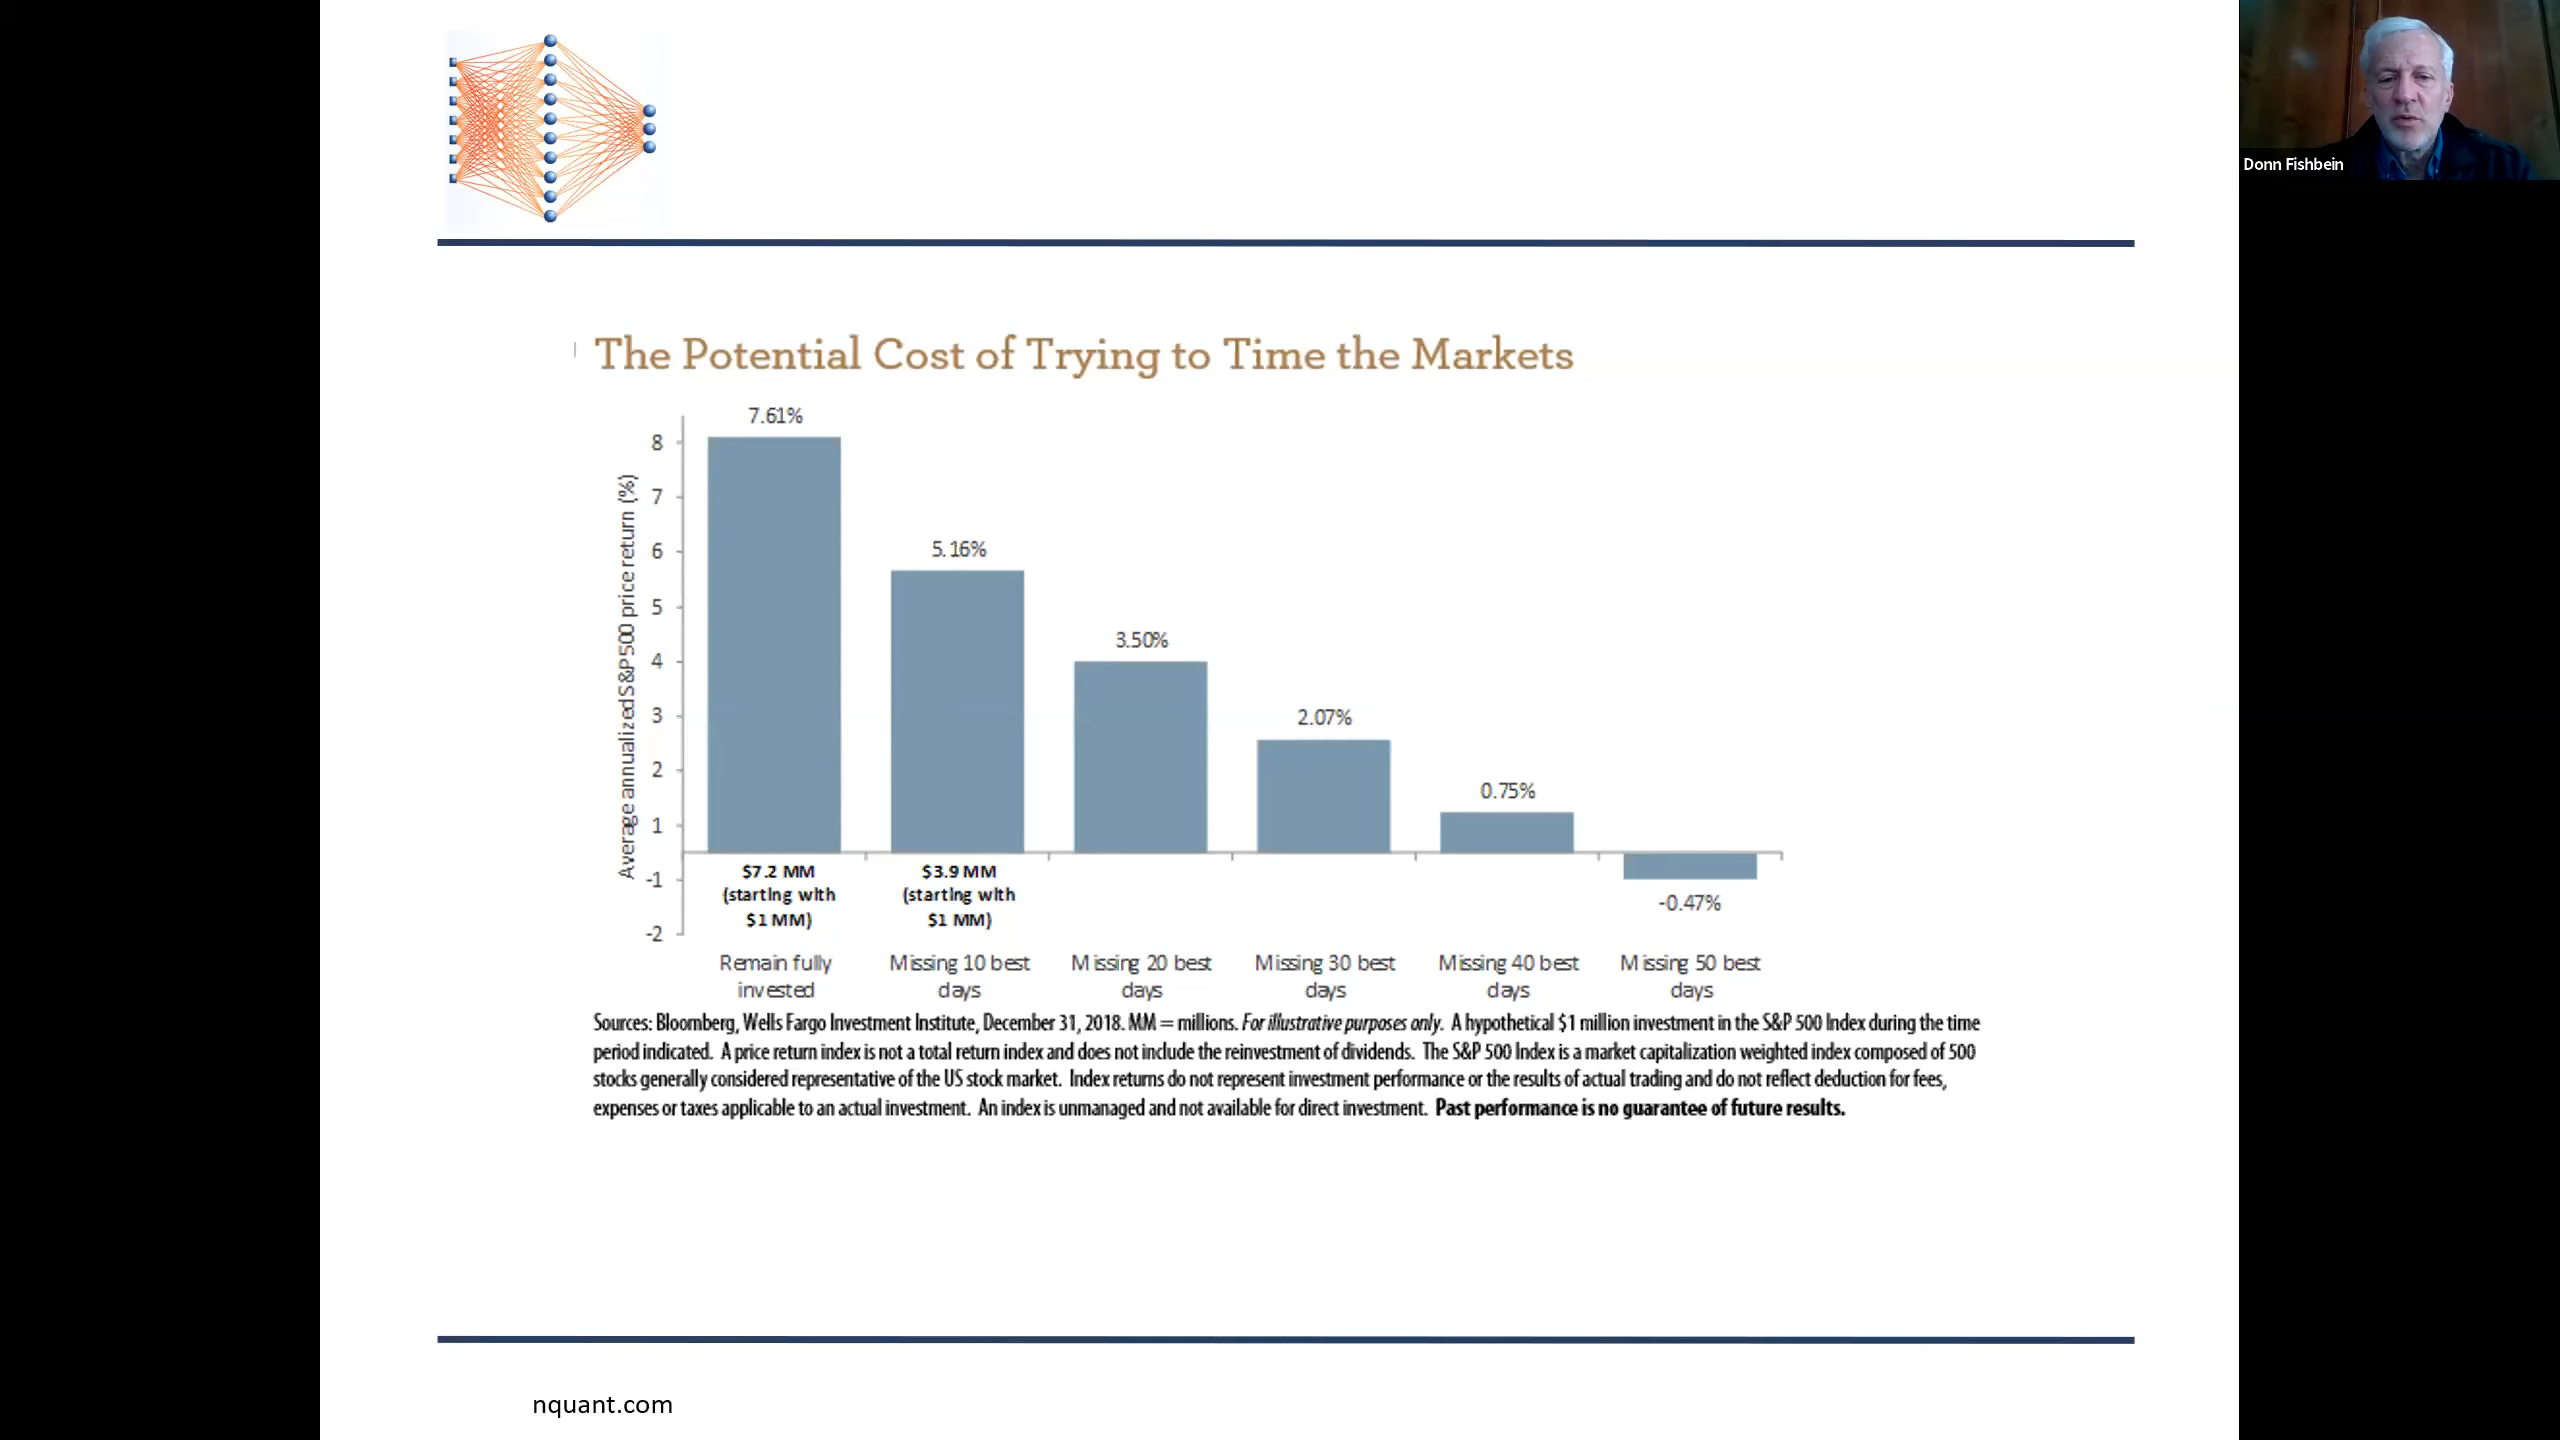 Donn Fishbein
The Potential Cost of Trying to Time the Markets
Average annualized S&P500 price return (%)
8
7
6
5
4
3
2
1
-1
-2
7.61%
5.16%
3.50%
2.07%
0.75%
-0.47%
$7.2 MM
(starting with
$1 MM)
$3.9 MM
(starting with
$1 MM)
Remain fully
invested
Missing 10 best
days
Missing 20 best
days
Missing 30 best
days
Missing 40 best
days
Missing 50 best
days
Sources: Bloomberg, Wells Fargo Investment Institute, December 31, 2018. MM = millions. For illustrative purposes only. A hypothetical $1 million investment in the S&P 500 Index during the time
period indicated. A price return index is not a total return index and does not include the reinvestment of dividends. The S&P 500 Index is a market capitalization weighted index composed of 500
stocks generally considered representative of the US stock market. Index returns do not represent investment performance or the results of actual trading and do not reflect deduction for fees,
expenses or taxes applicable to an actual investment. An index is unmanaged and not available for direct investment. Past performance is no guarantee of future results.
nquant.com